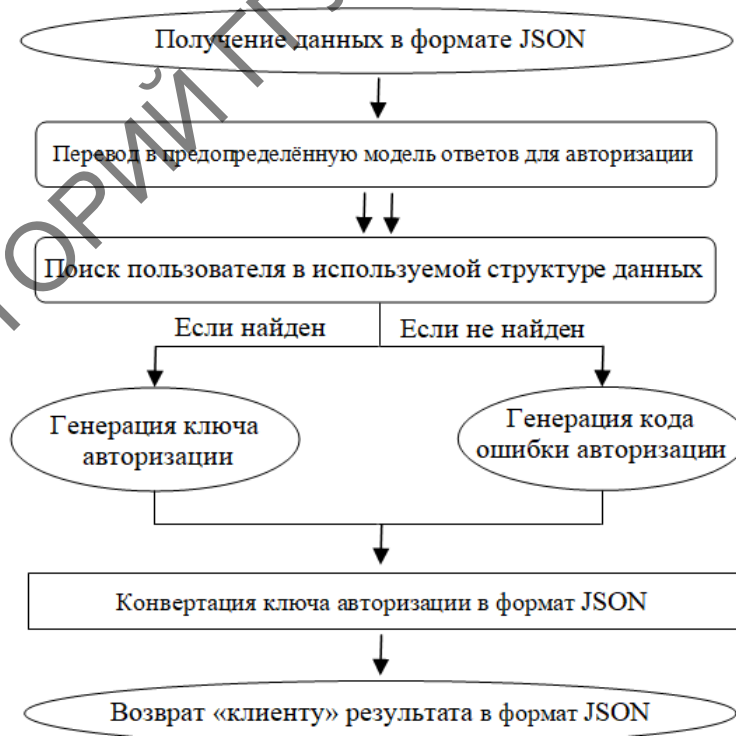 Получение данных в формате JSON
Перевод в предопределённую модель ответов для авторизации
Поиск пользователя в используемой структуре данных
Если найден
Если не найден
Генерация ключа
авторизации
Генерация кода
ошибки авторизации
Конвертация ключа авторизации в формат JSON
Возврат «клиенту» результата в формат JSON